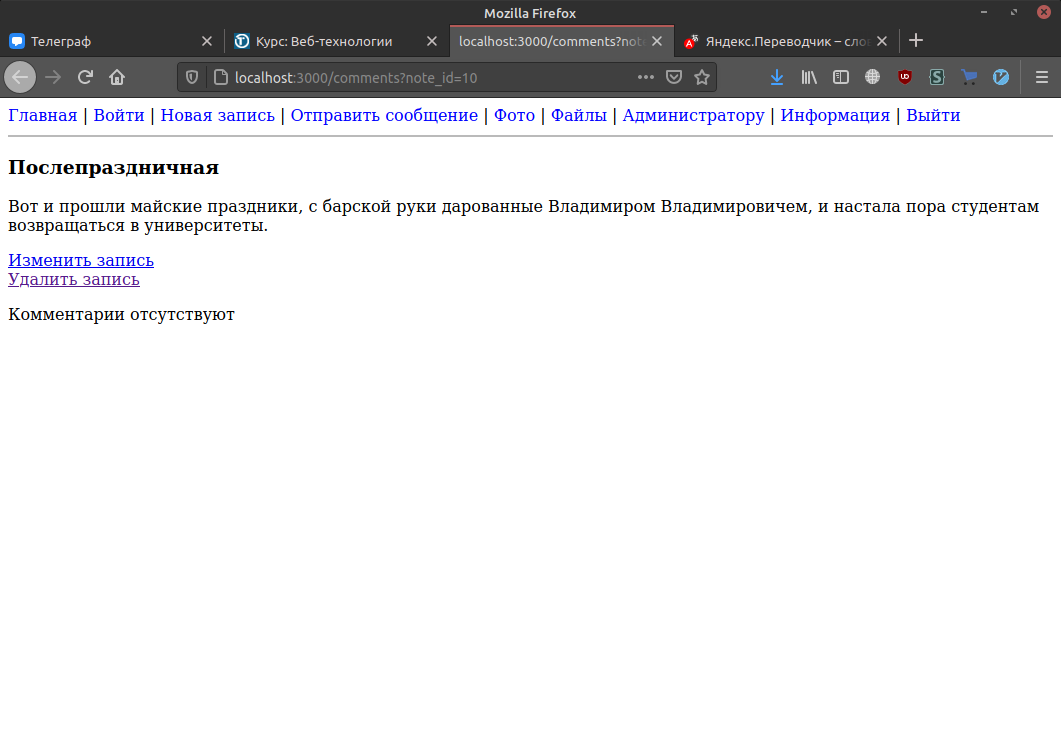 Mozilla Firefox
Телеграф
Курс: Веб-технологии
localhost:3000/comments?note
Яндекс.Переводчик – сло
localhost:3000/comments?note_id=10
Главная | Войти | Новая запись | Отправить сообщение | Фото | Файлы | Администратору | Информация | Выйти
Послепраздничная
Вот и прошли майские праздники, с барской руки дарованные Владимиром Владимировичем, и настала пора студентам
возвращаться в университеты.
Изменить запись
Удалить запись
Комментарии отсутствуют